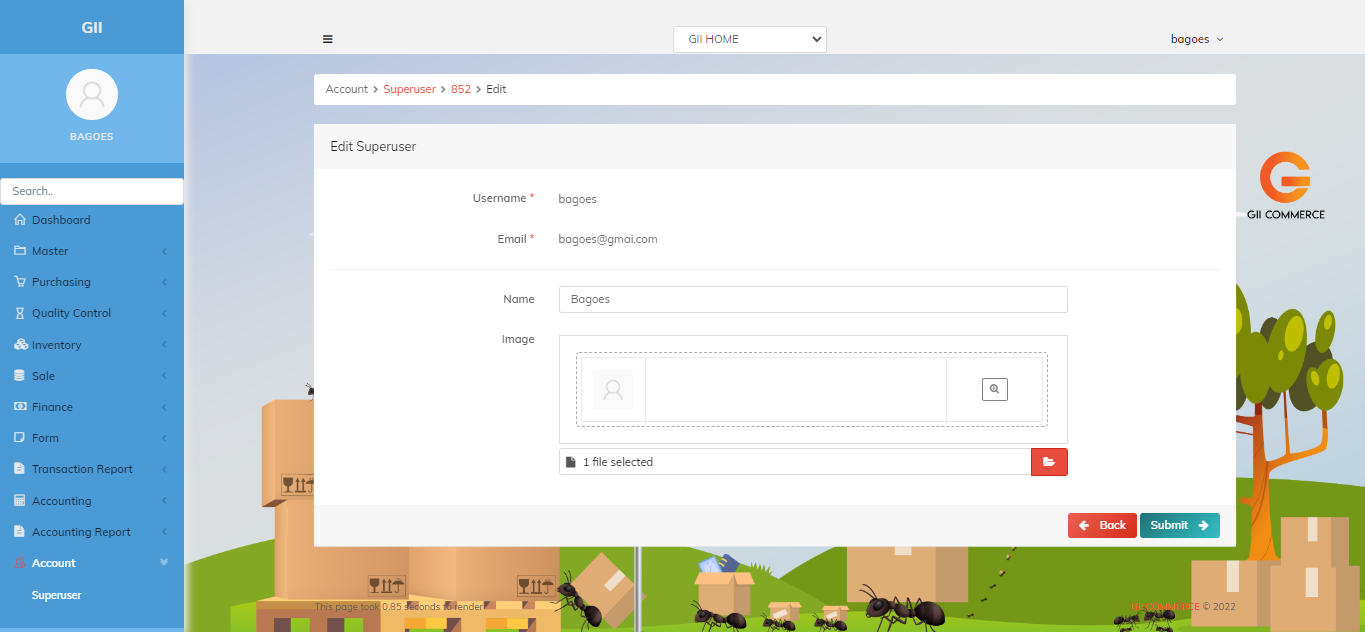 GII
GII HOME
bagoes
BAGOES
Search..
Dashboard
Master
Purchasing
Quality Control
Inventory
Sale
Finance
Form
Transaction Report
Accounting
Accounting Report
Account
Superuser
Account > Superuser > 852 > Edit
Edit Superuser
Username *
bagoes
Email *
bagoes@gmai.com
Name
Bagoes
Image
1 file selected
Back
Submit
GII COMMERCE
This page took 0.85 seconds to render
GII COMMERCE © 2022